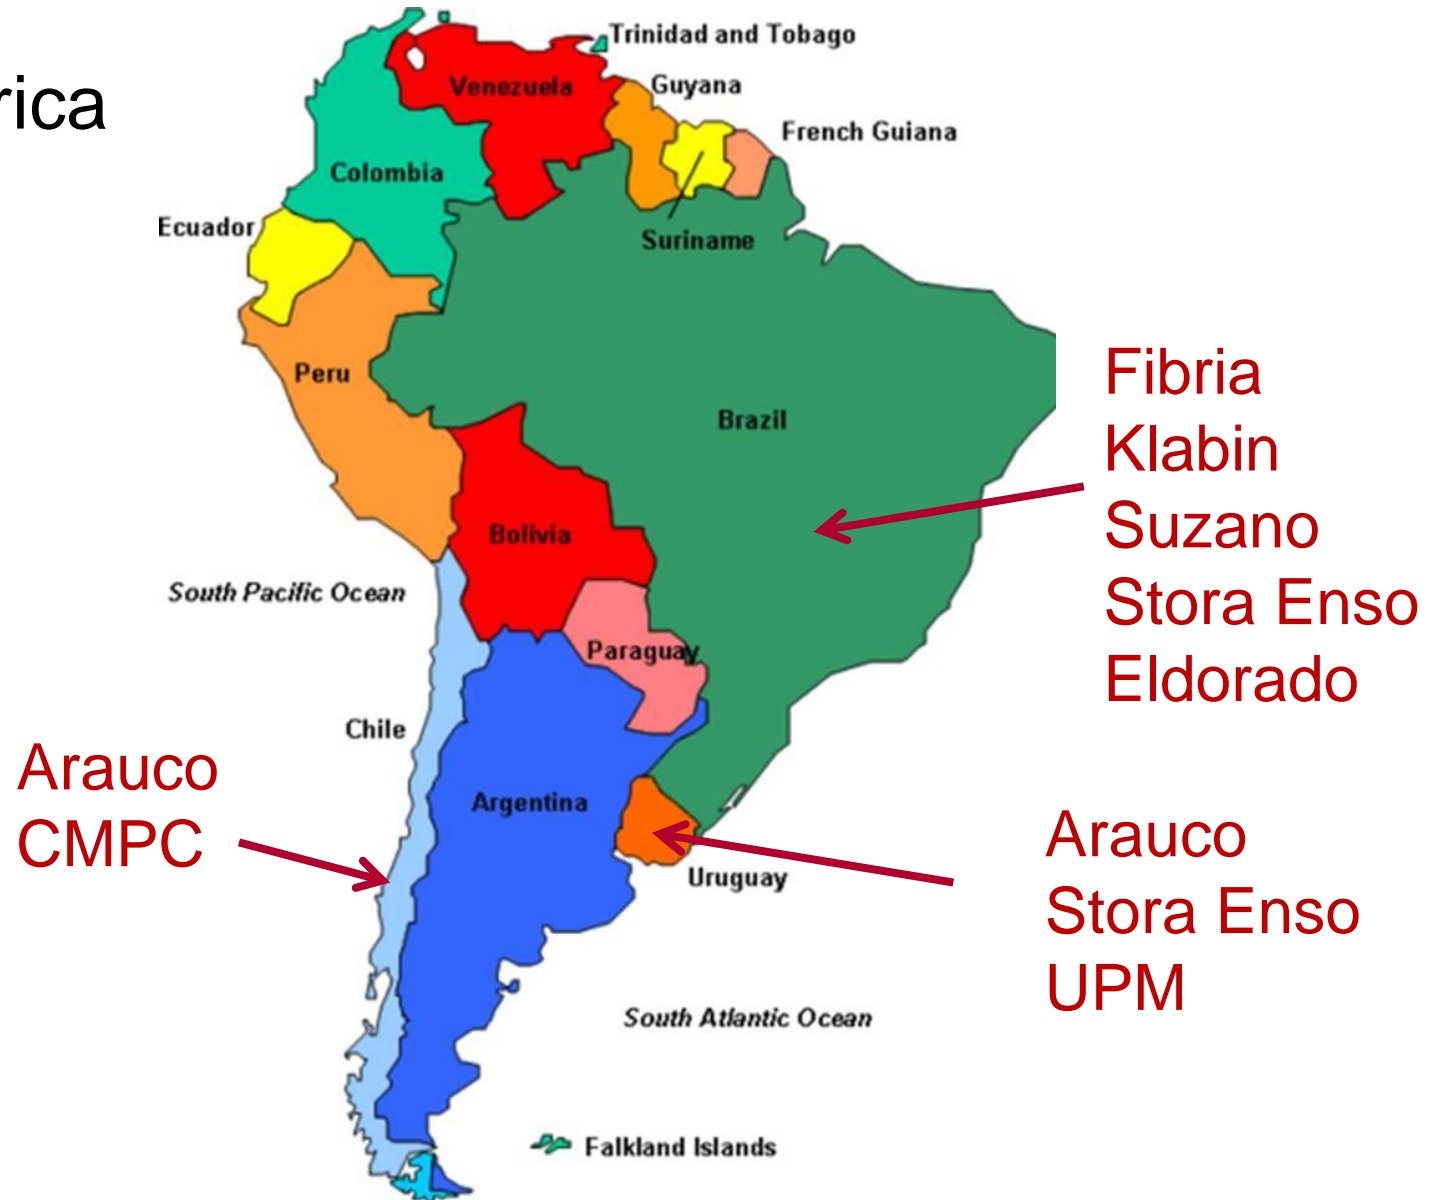 rica
Trinidad and Tobago
Venezuela
Guyana
French Guiana
Colombia
Ecuador
Suriname
Peru
Brazil
Fibria
Klabin
Suzano
Stora Enso
Eldorado
Bolivia
South Pacific Ocean
Paraguay
Chile
Arauco
CMPC
Argentina
Uruguay
Arauco
Stora Enso
UPM
South Atlantic Ocean
Falkland Islands